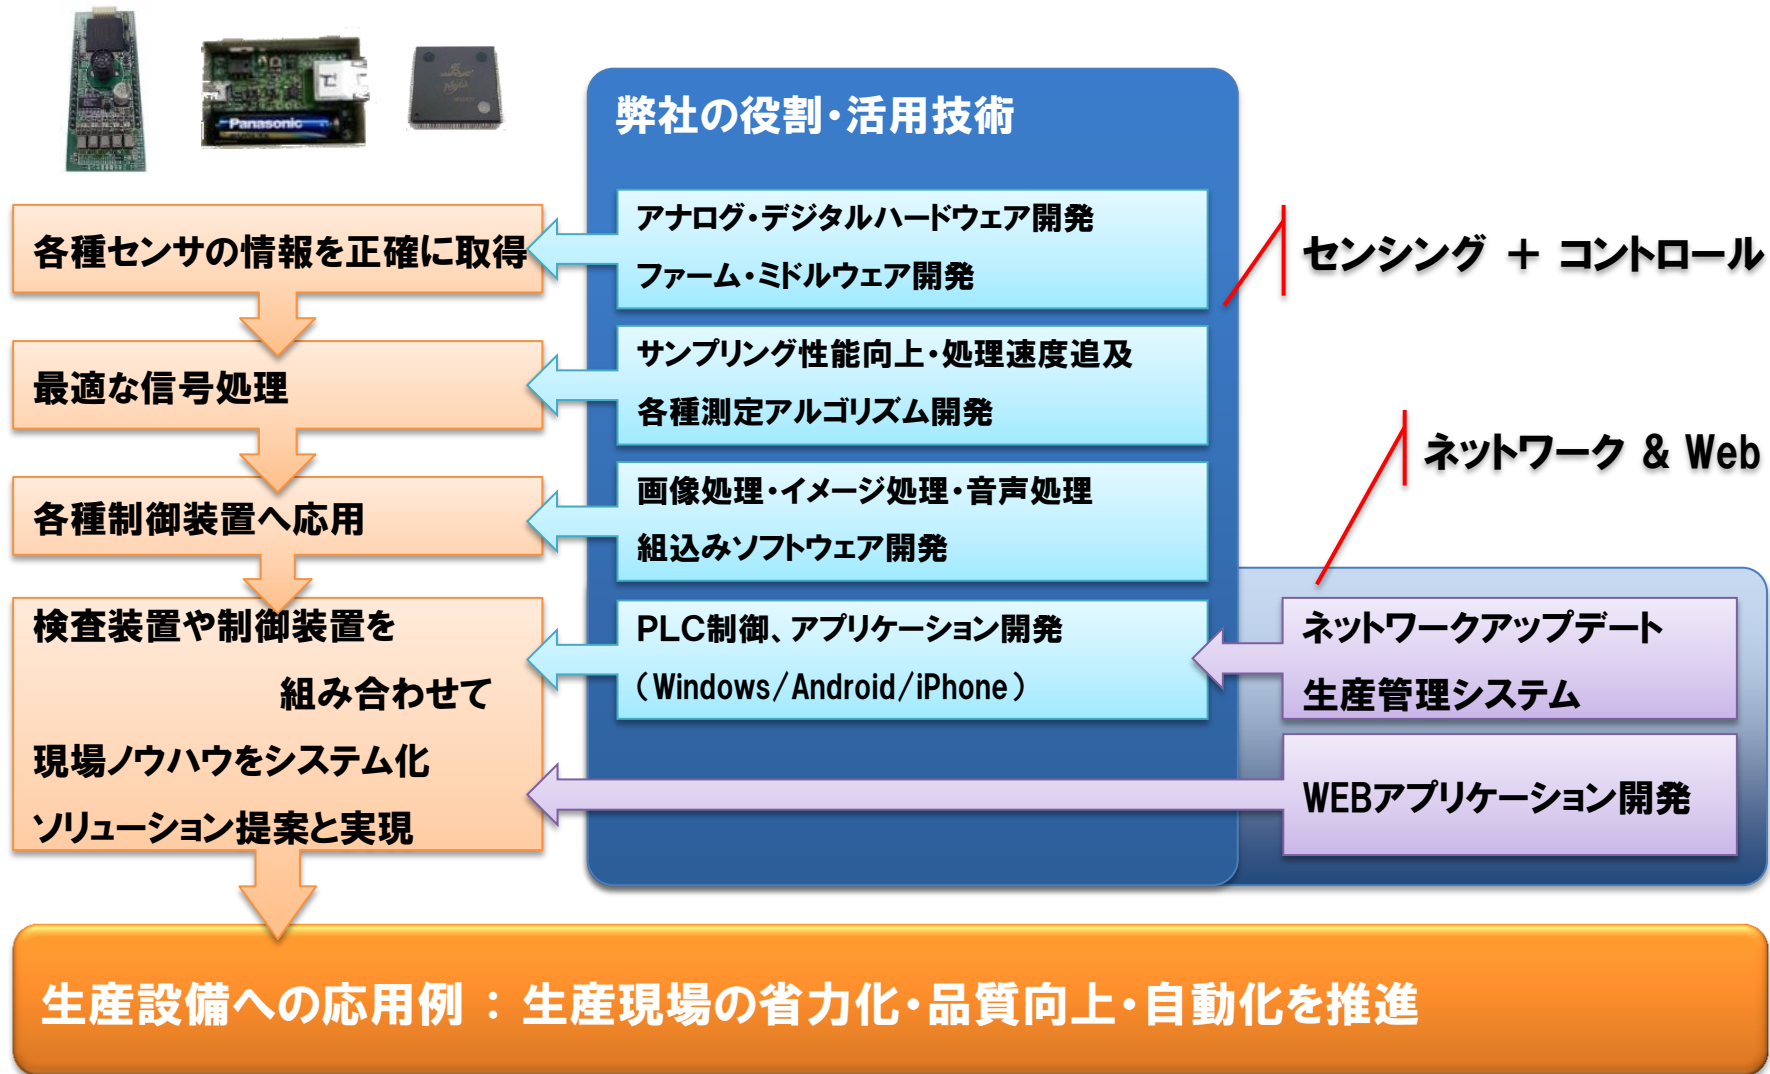 Panasonic
弊社の役割・活用技術
各種センサの情報を正確に取得
アナログ・デジタルハードウェア開発
ファーム・ミドルウェア開発
センシング ＋ コントロール
最適な信号処理
サンプリング性能向上・処理速度追及
各種測定アルゴリズム開発
ネットワーク & Web
各種制御装置へ応用
画像処理・イメージ処理・音声処理
組込みソフトウェア開発
検査装置や制御装置を
組み合わせて
現場ノウハウをシステム化
ソリューション提案と実現
PLC制御、アプリケーション開発
（Windows/Android/iPhone）
ネットワークアップデート
生産管理システム
WEBアプリケーション開発
生産設備への応用例 ： 生産現場の省力化・品質向上・自動化を推進